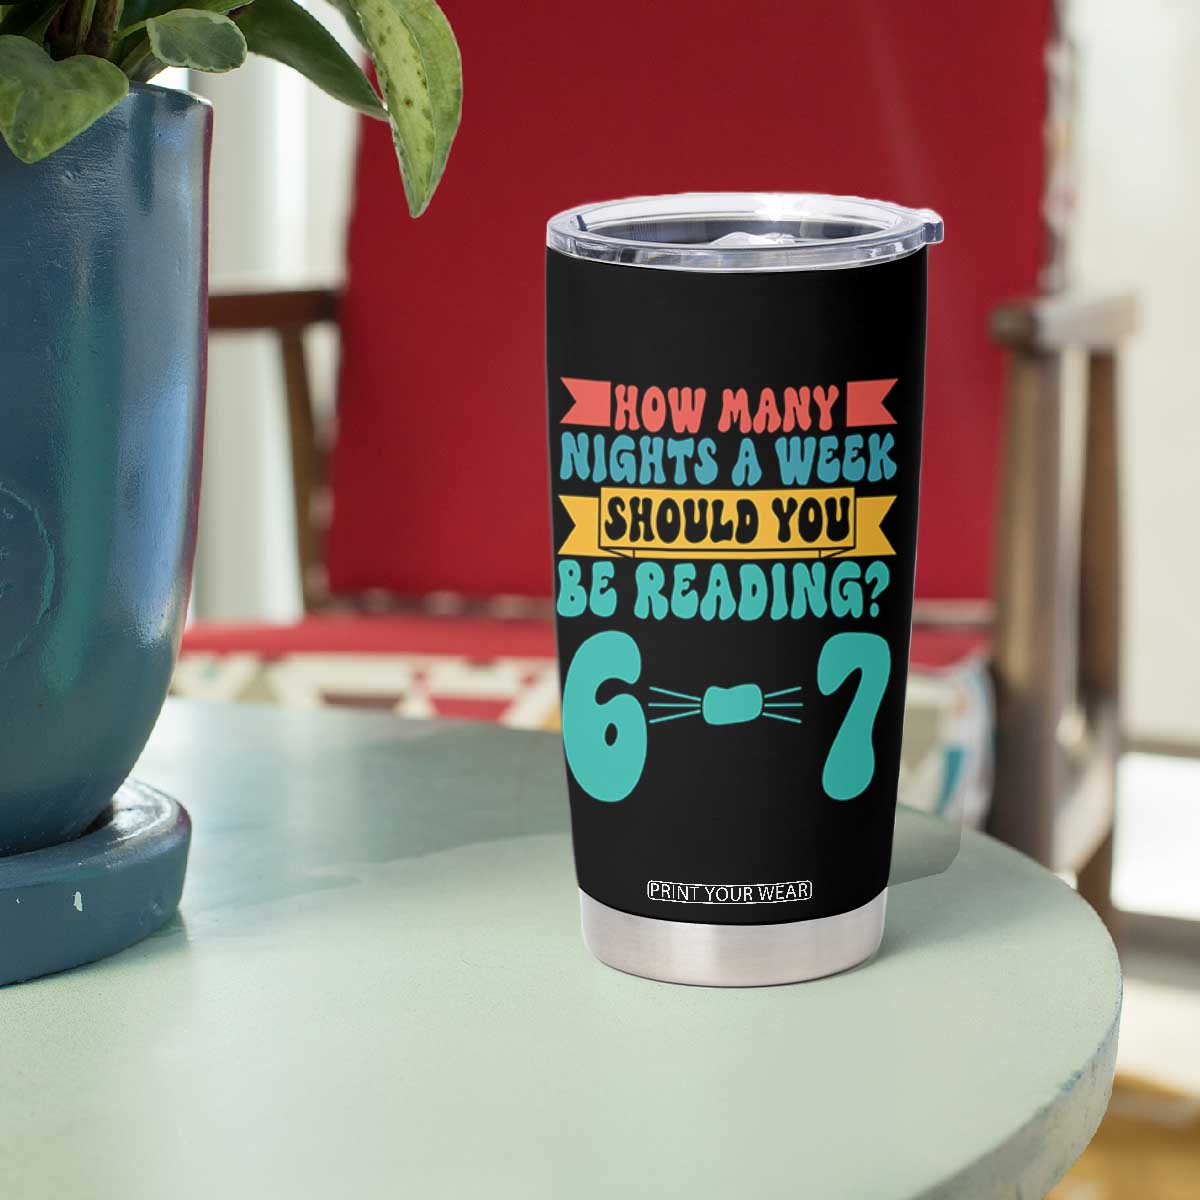 HOW MANY
NIGHTS A WEEK
SHOULD YOU
BE READING?
6-7
PRINT YOUR WEAR